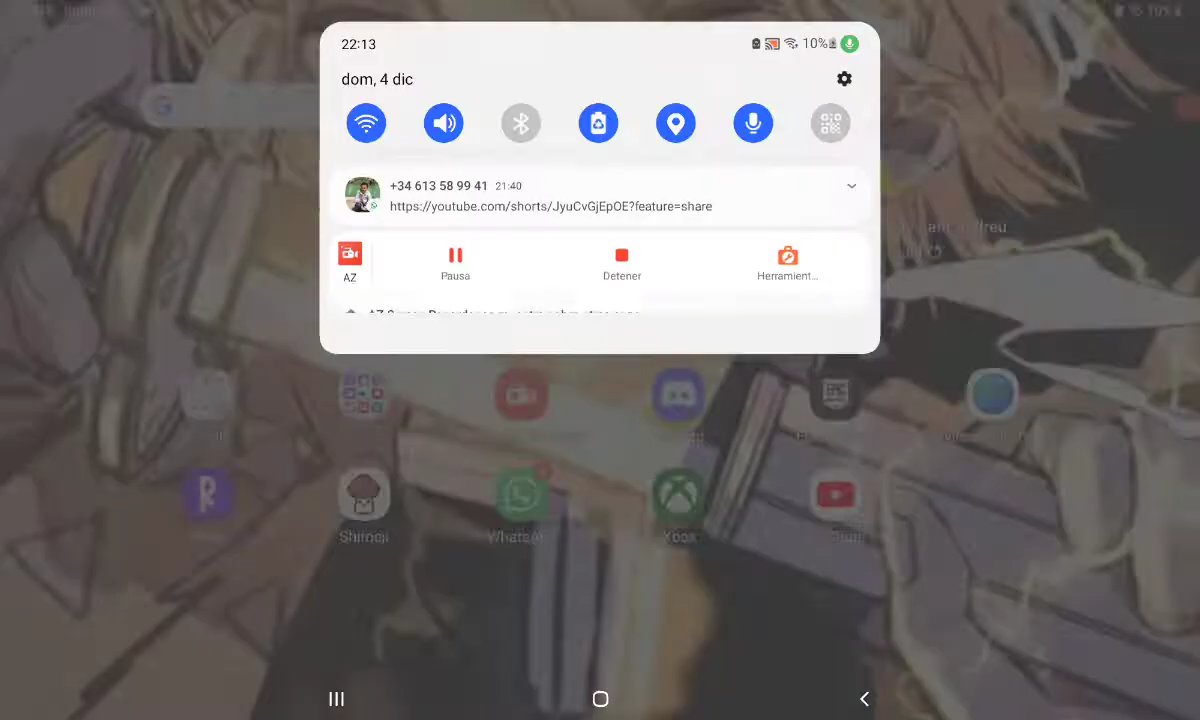 22:13
10%
dom, 4 dic
+34 613 58 99 41 21:40
https://youtube.com/shorts/JyuCvGjEpOE?feature=share
AZ
Pausa
Detener
Herramient...
Shimeji
WhatsA
Xbox